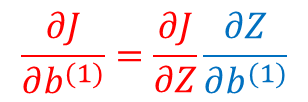 ∂J/∂b⁽¹⁾ = ∂J/∂Z ∂Z/∂b⁽¹⁾